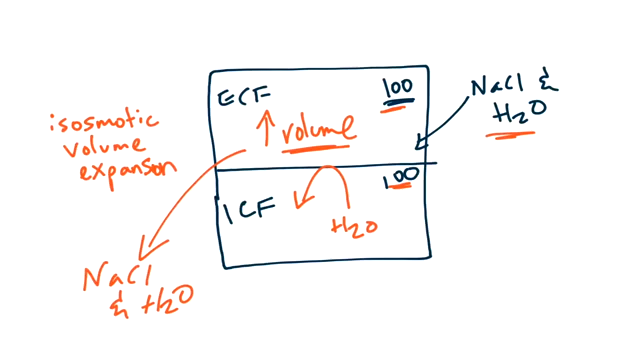 ECF
100
NaCl &
H2O
isosmotic
volume
expanson
↑ volume
100
ICF
H2O
NaCl
& H2O